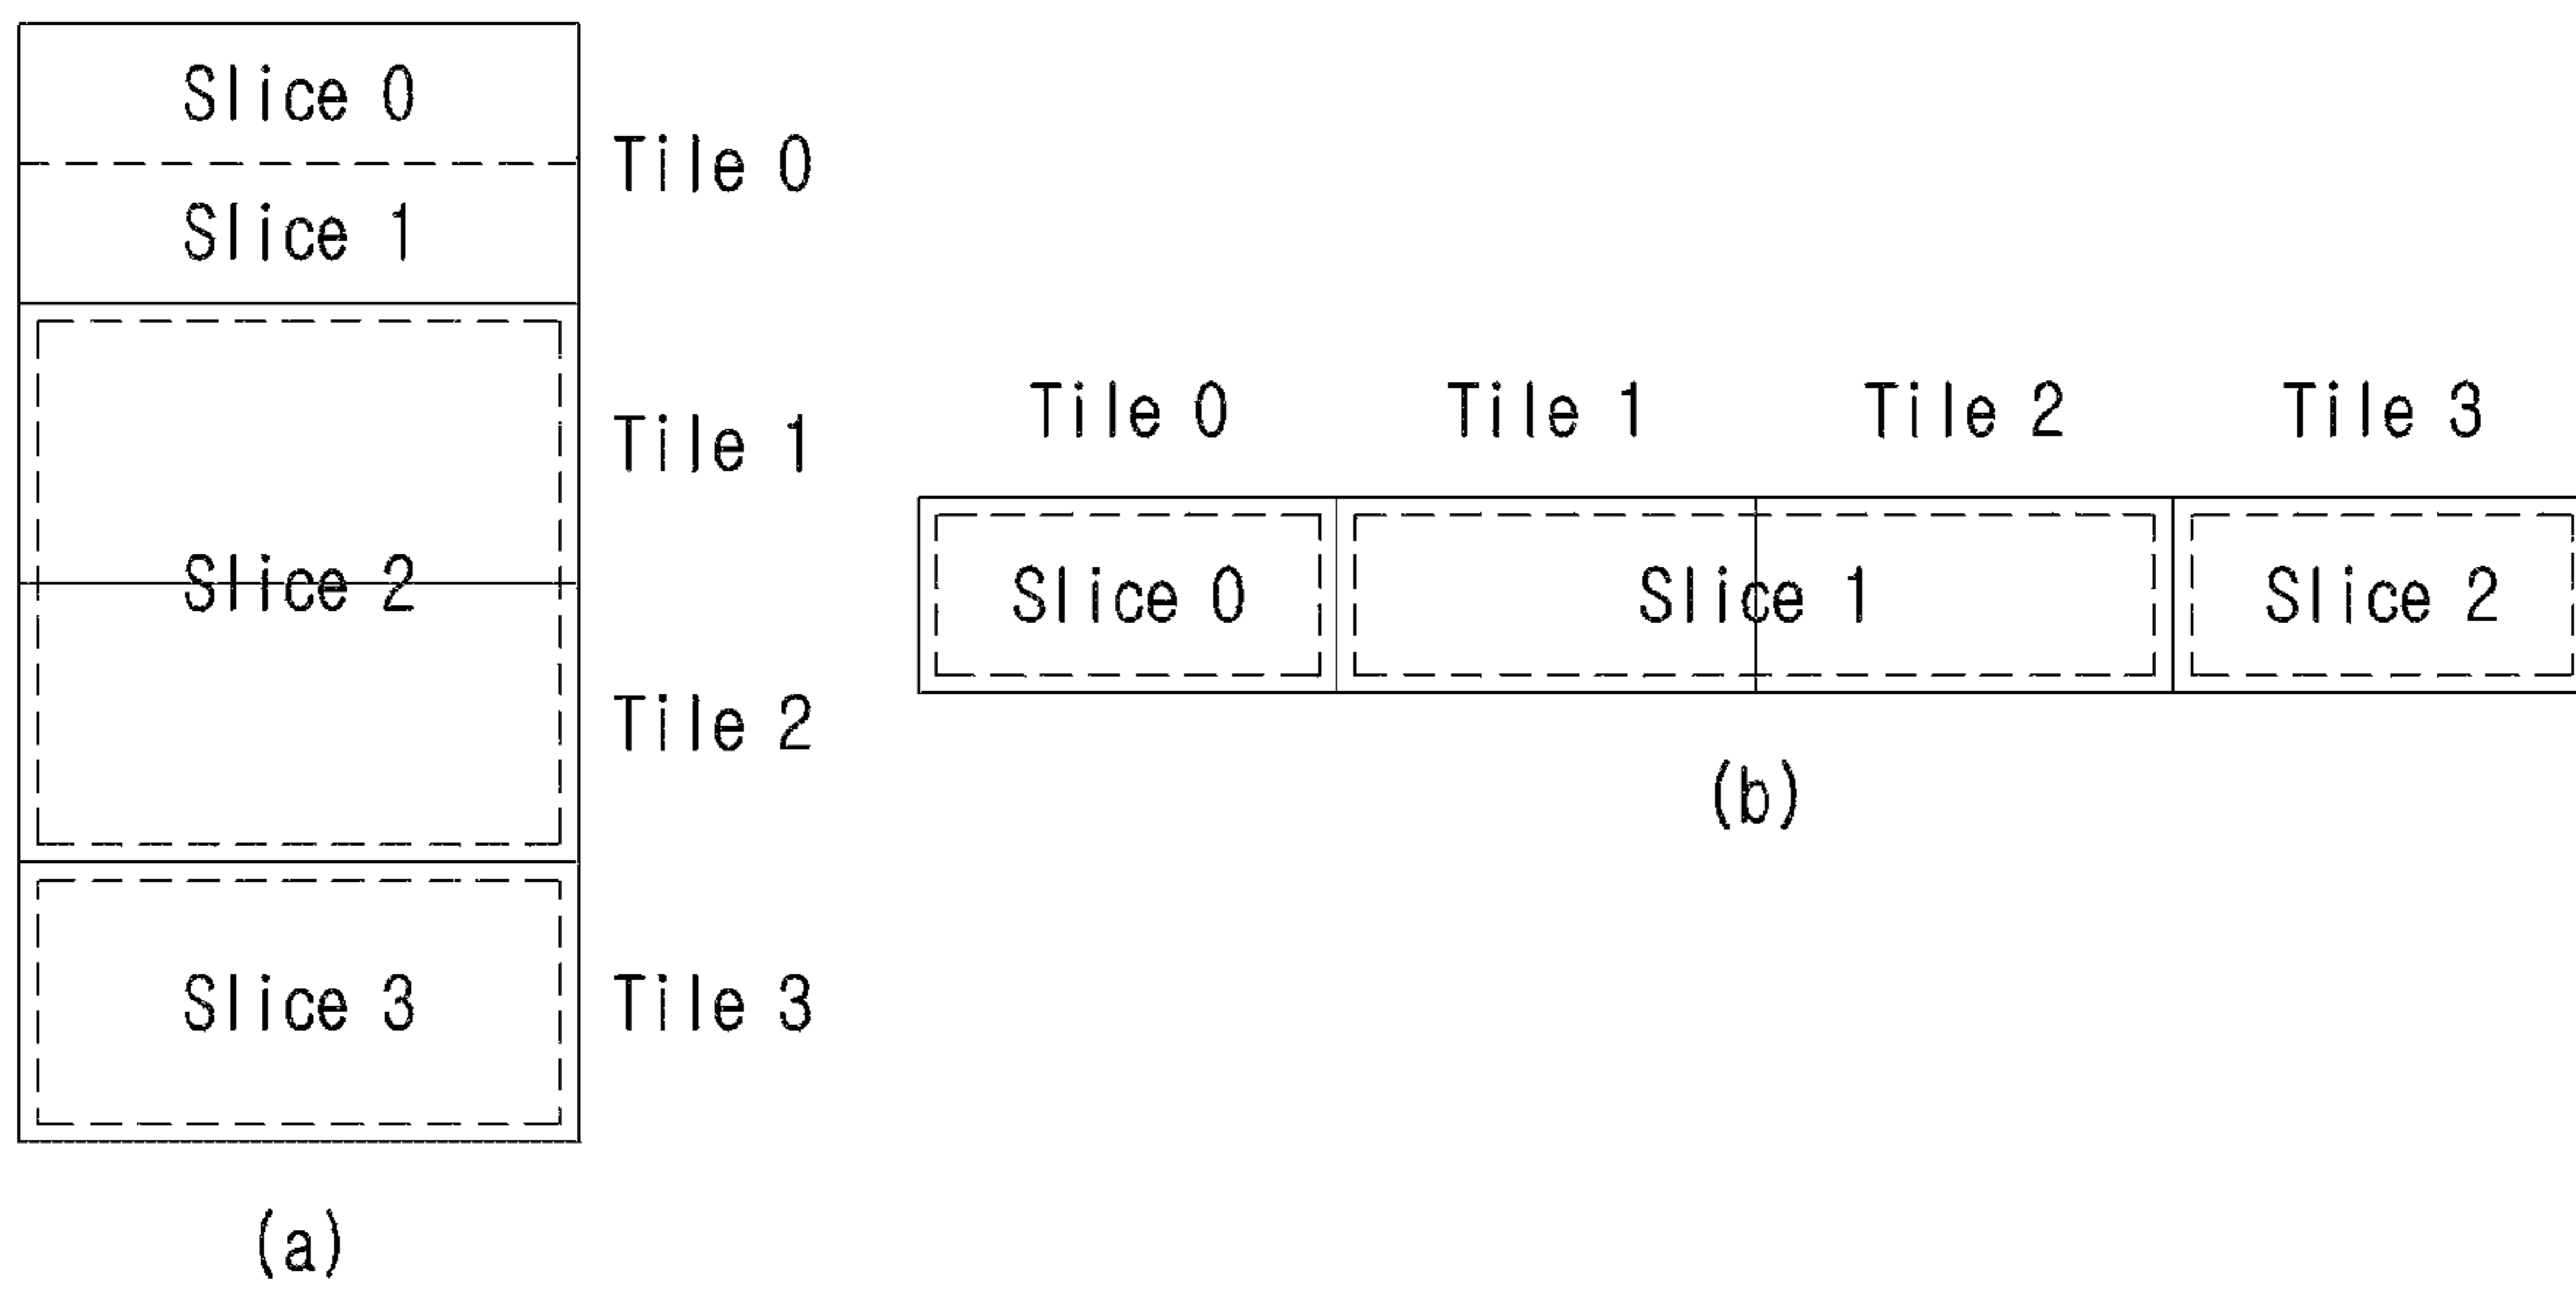 Slice 0
Tile 0
Slice 1
Tile 1
Slice 2
Tile 2
Slice 3
Tile 3
(a)
Tile 0 Tile 1 Tile 2 Tile 3
Slice 0 Slice 1 Slice 2
(b)